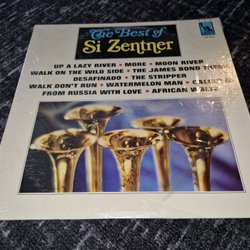 The Best of
Si Zentner
UP A LAZY RIVER • MORE • MOON RIVER
WALK ON THE WILD SIDE • THE JAMES BOND THEME
DESAFINADO • THE STRIPPER
WALK DON'T RUN • WATERMELON MAN •
FROM RUSSIA WITH LOVE • AFRICAN WALTZ